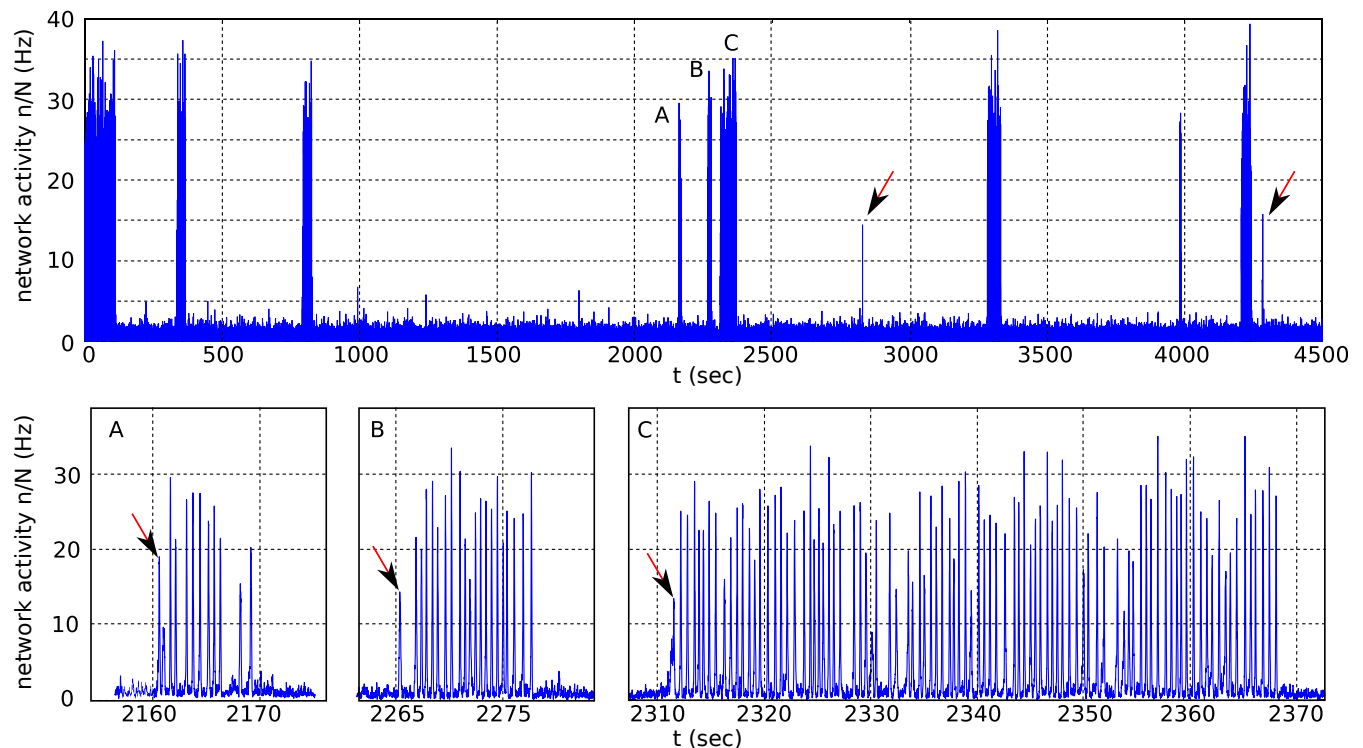 network activity n/N (Hz)
40
30
20
10
0
A
B
C
0 500 1000 1500 2000 2500 3000 3500 4000 4500
t (sec)
network activity n/N (Hz)
30
20
10
0
A
2160 2170
B
2265 2275
C
2310 2320 2330 2340 2350 2360 2370
t (sec)